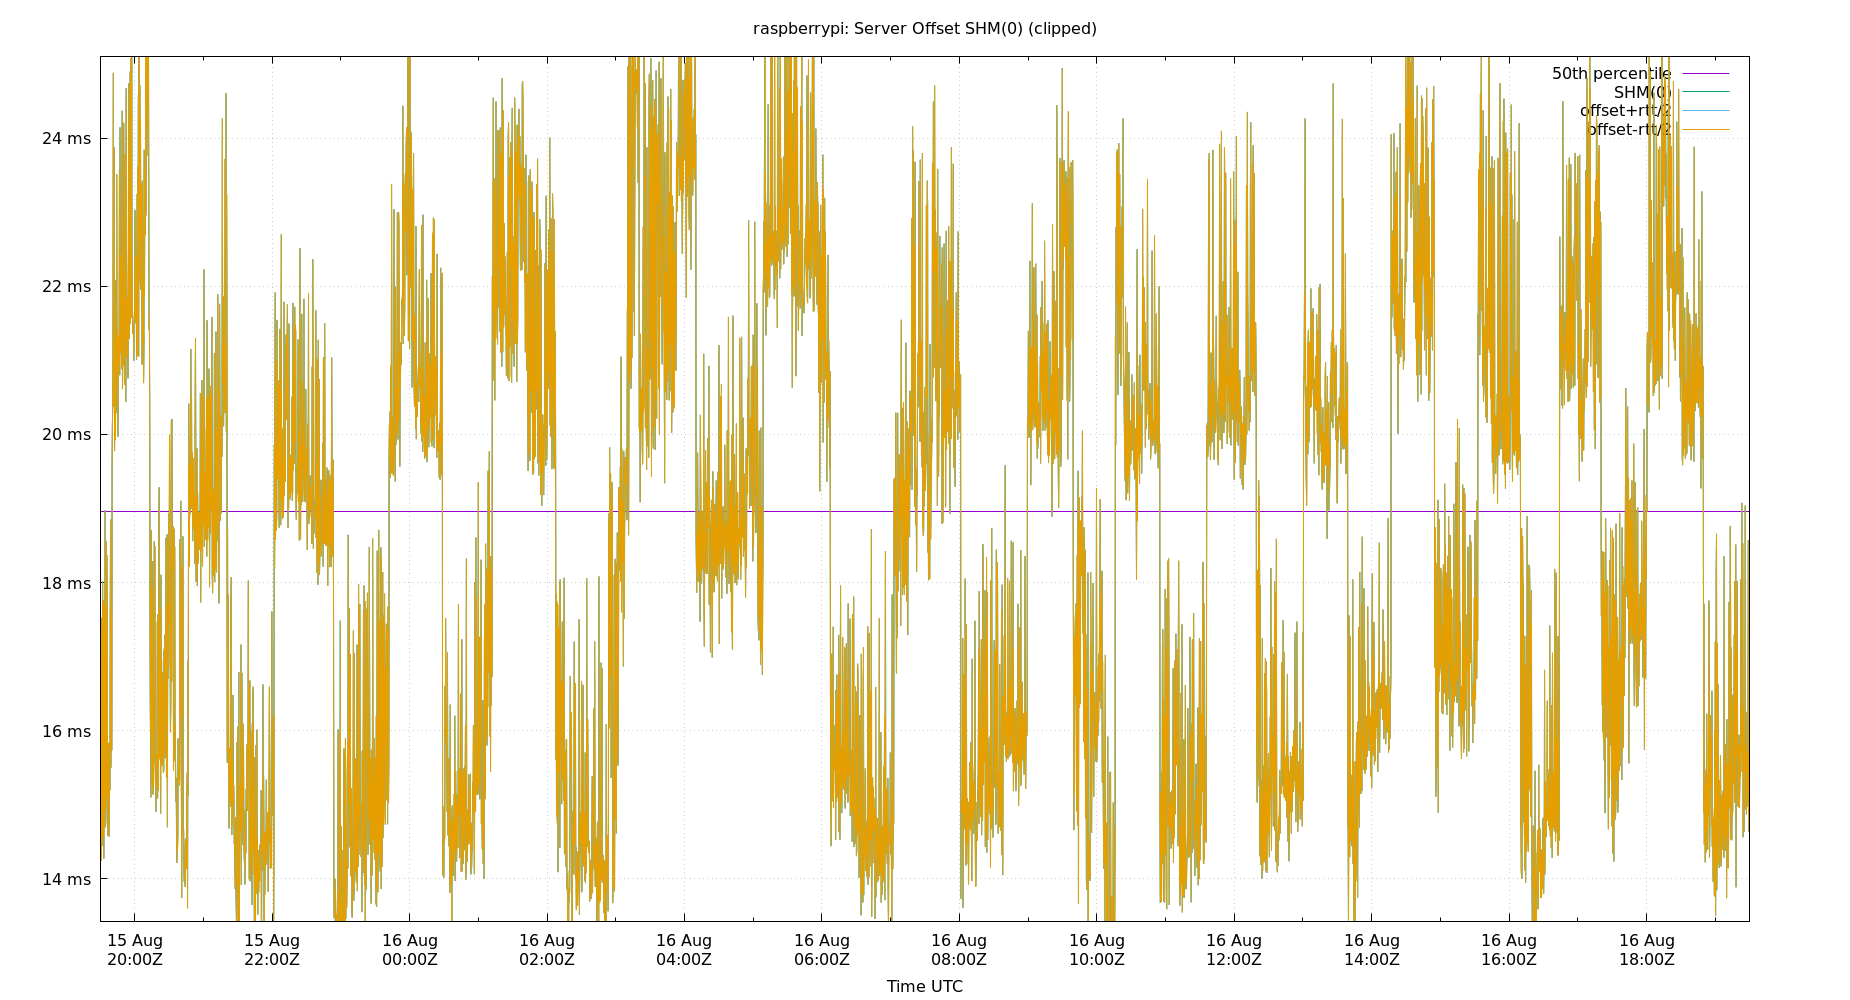 raspberrypi: Server Offset SHM(0) (clipped)
50th percentile
SHM(0)
offset+rtt/2
offset-rtt/2
24 ms
22 ms
20 ms
18 ms
16 ms
14 ms
15 Aug 15 Aug 16 Aug 16 Aug 16 Aug 16 Aug 16 Aug 16 Aug 16 Aug 16 Aug 16 Aug 16 Aug
20:00Z 22:00Z 00:00Z 02:00Z 04:00Z 06:00Z 08:00Z 10:00Z 12:00Z 14:00Z 16:00Z 18:00Z
Time UTC